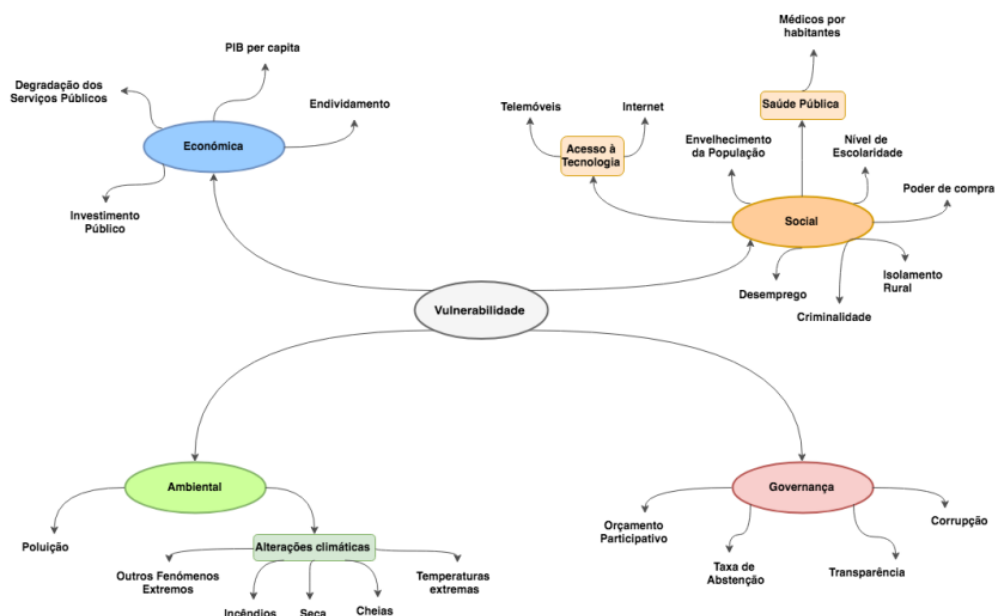 Médicos por
habitantes
PIB per capita
Degradação dos
Serviços Públicos
Endividamento
Telemóveis
Internet
Saúde Pública
Económica
Acesso à
Tecnologia
Envelhecimento
da População
Nível de
Escolaridade
Poder de compra
Investimento
Público
Social
Isolamento
Rural
Desemprego
Criminalidade
Vulnerabilidade
Ambiental
Governança
Poluição
Alterações climáticas
Orçamento
Participativo
Corrupção
Outros Fenómenos
Extremos
Temperaturas
extremas
Taxa de
Abstenção
Transparência
Incêndios
Seca
Cheias